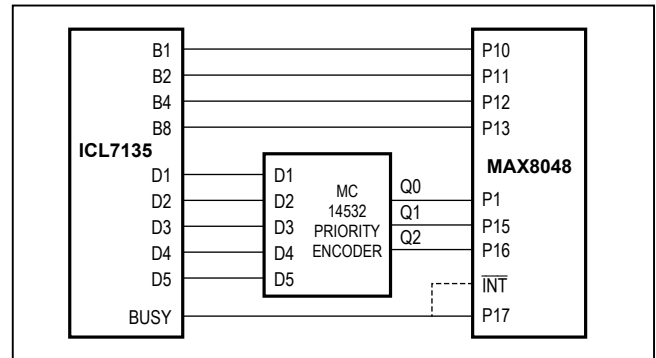 B1
B2
B4
B8
ICL7135
D1
D2
D3
D4
D5
BUSY
D1
D2
D3
D4
D5
MC
14532
PRIORITY
ENCODER
Q0
Q1
Q2
P10
P11
P12
P13
MAX8048
P1
P15
P16
INT
P17